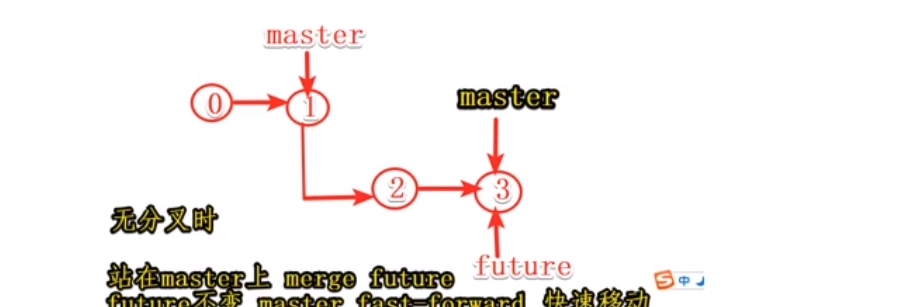 master
0
1
master
2
3
无分叉时
future
站在master上 merge future
future不变 master fast-forward 快速移动
中